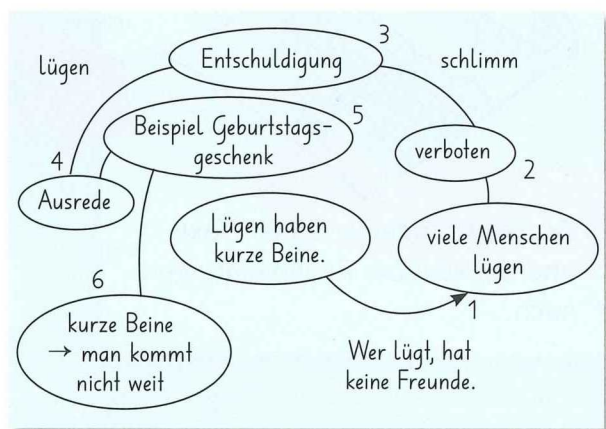 3
lügen
Entschuldigung
schlimm
Beispiel Geburtstags-
geschenk
5
4
verboten
2
Ausrede
Lügen haben
kurze Beine.
viele Menschen
lügen
6
1
kurze Beine
→ man kommt
nicht weit
Wer lügt, hat
keine Freunde.